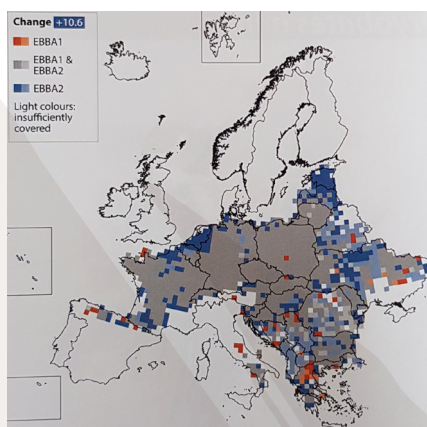 Change +10.6
EBBA1
EBBA1 &
EBBA2
EBBA2
Light colours:
insufficiently
covered